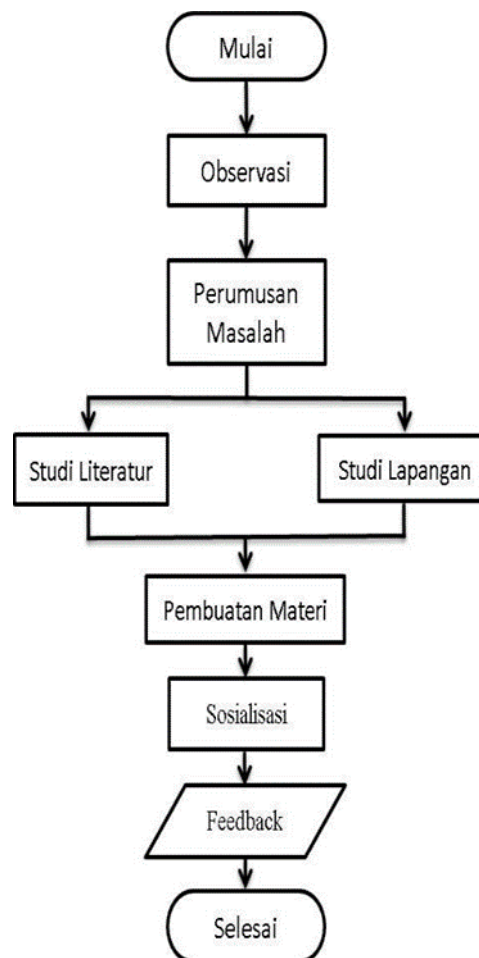 Mulai
Observasi
Perumusan
Masalah
Studi Literatur
Studi Lapangan
Pembuatan Materi
Sosialisasi
Feedback
Selesai